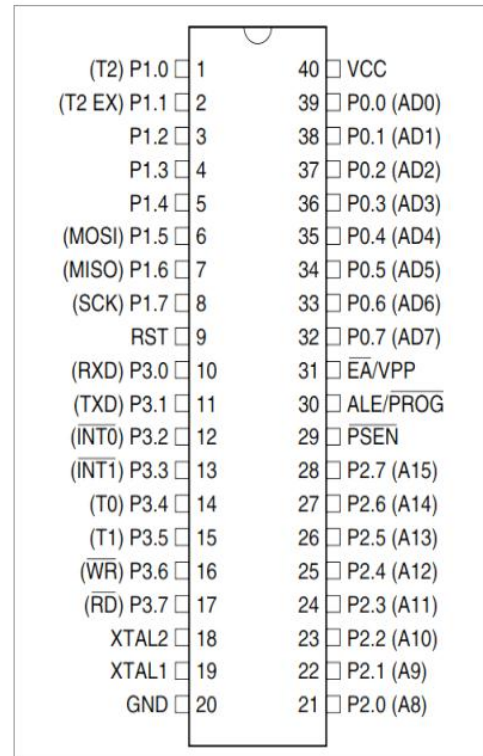 (T2) P1.0 1 40 VCC
(T2 EX) P1.1 2 39 P0.0 (AD0)
P1.2 3 38 P0.1 (AD1)
P1.3 4 37 P0.2 (AD2)
P1.4 5 36 P0.3 (AD3)
(MOSI) P1.5 6 35 P0.4 (AD4)
(MISO) P1.6 7 34 P0.5 (AD5)
(SCK) P1.7 8 33 P0.6 (AD6)
RST 9 32 P0.7 (AD7)
(RXD) P3.0 10 31 E̅A̅/VPP
(TXD) P3.1 11 30 ALE/P̅R̅O̅G̅
(I̅N̅T̅0̅) P3.2 12 29 P̅S̅E̅N̅
(I̅N̅T̅1̅) P3.3 13 28 P2.7 (A15)
(T0) P3.4 14 27 P2.6 (A14)
(T1) P3.5 15 26 P2.5 (A13)
(W̅R̅) P3.6 16 25 P2.4 (A12)
(R̅D̅) P3.7 17 24 P2.3 (A11)
XTAL2 18 23 P2.2 (A10)
XTAL1 19 22 P2.1 (A9)
GND 20 21 P2.0 (A8)